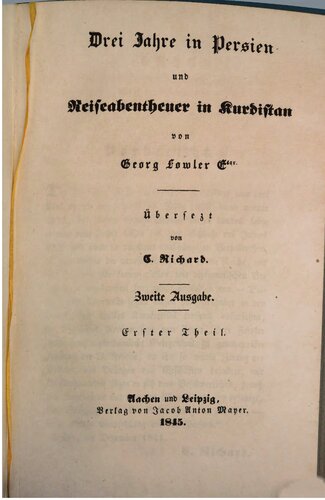 Drei Jahre in Persien
und
Reiseabentheuer in Kurdistan
von
Georg Fowler Esqr.
Übersezt
von
C. Richard.
Zweite Ausgabe.
Erster Theil.
Aachen und Leipzig,
Verlag von Jacob Anton Mayer.
1845.